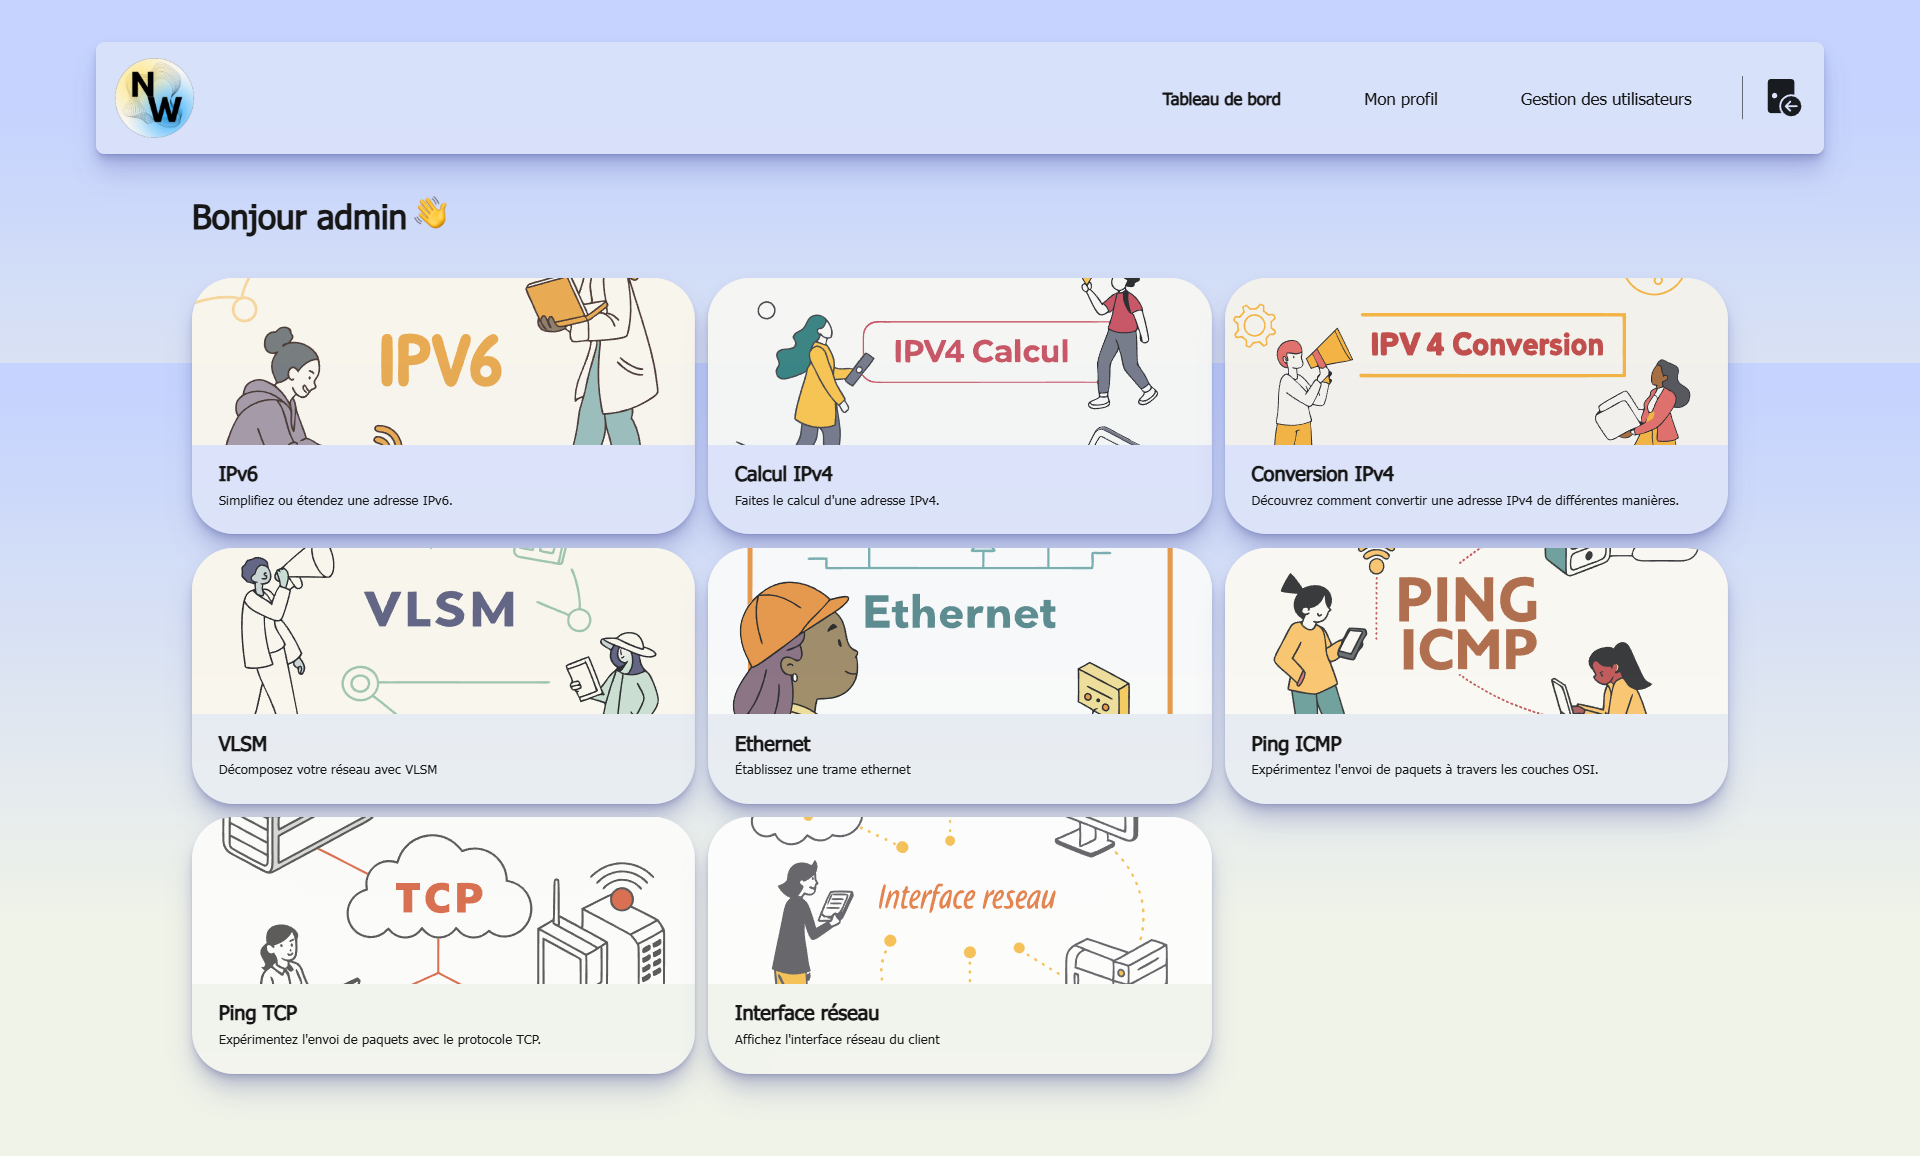 N
W
Tableau de bord
Mon profil
Gestion des utilisateurs
Bonjour admin 👋
IPV6
IPv6
Simplifiez ou étendez une adresse IPv6.
IPV4 Calcul
Calcul IPv4
Faites le calcul d'une adresse IPv4.
IPV 4 Conversion
Conversion IPv4
Découvrez comment convertir une adresse IPv4 de différentes manières.
VLSM
VLSM
Décomposez votre réseau avec VLSM
Ethernet
Ethernet
Établissez une trame ethernet
PING
ICMP
Ping ICMP
Expérimentez l'envoi de paquets à travers les couches OSI.
TCP
Ping TCP
Expérimentez l'envoi de paquets avec le protocole TCP.
Interface reseau
Interface réseau
Affichez l'interface réseau du client